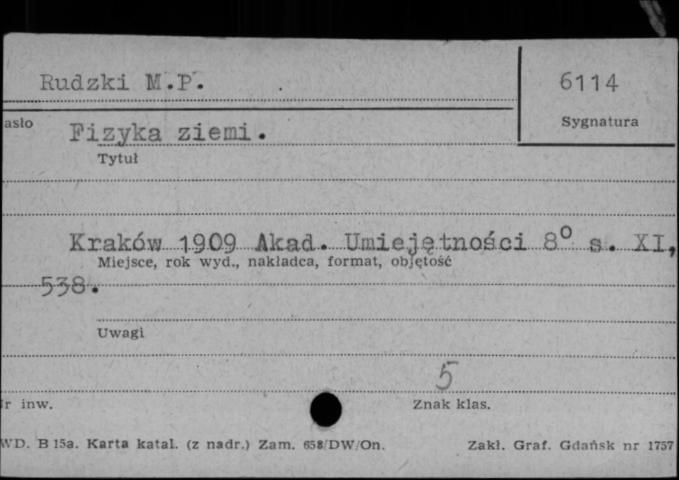 Rudzki M.P.
6114
asło
Sygnatura
Fizyka ziemi.
Tytuł
Kraków 1909 Akad. Umiejętności 8° s. XI,
Miejsce, rok wyd., nakładca, format, objętość
538.
Uwagi
5
r inw.
Znak klas.
WD. B 15a. Karta katal. (z nadr.) Zam. 658/DW/On.
Zakł. Graf. Gdańsk nr 1757